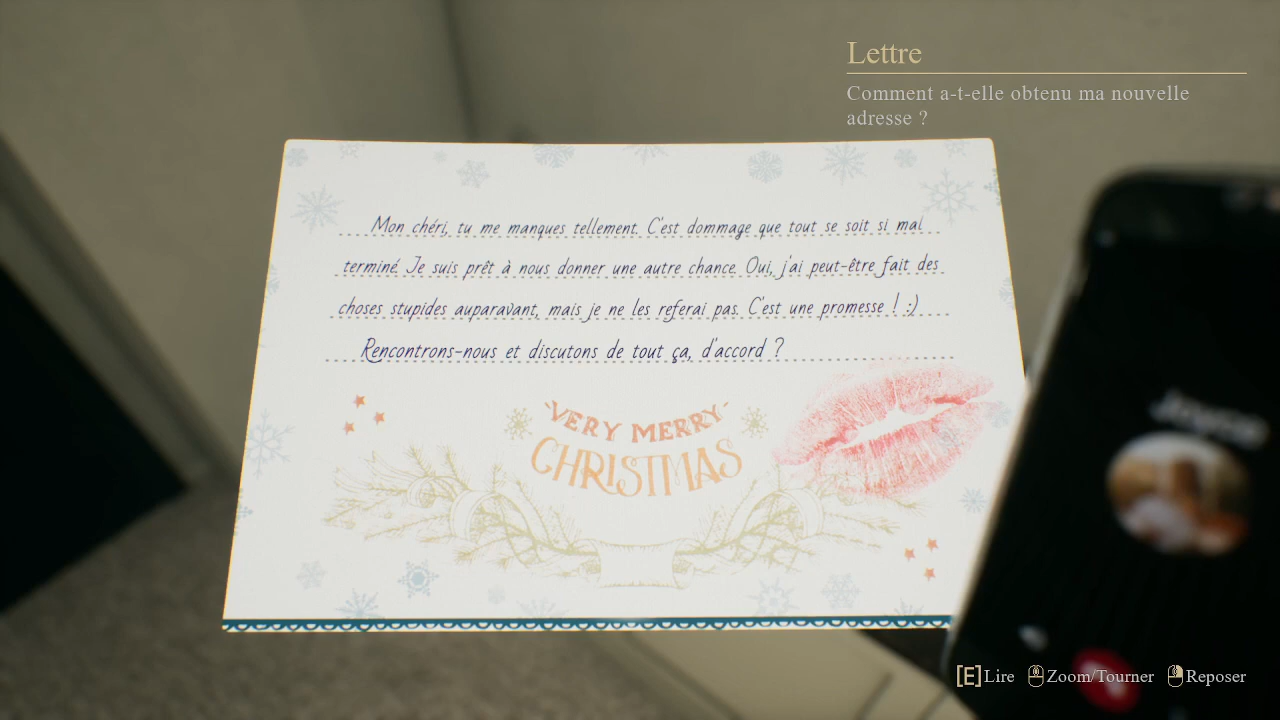 Lettre
Comment a-t-elle obtenu ma nouvelle
adresse ?
Mon chéri, tu me manques tellement. C'est dommage que tout se soit si mal
terminé. Je suis prêt à nous donner une autre chance. Oui, j'ai peut-être fait des
choses stupides auparavant, mais je ne les referai pas. C'est une promesse ! :)
Rencontrons-nous et discutons de tout ça, d'accord ?
VERY MERRY
CHRISTMAS
Joyce
[E] Lire Zoom/Tourner Reposer